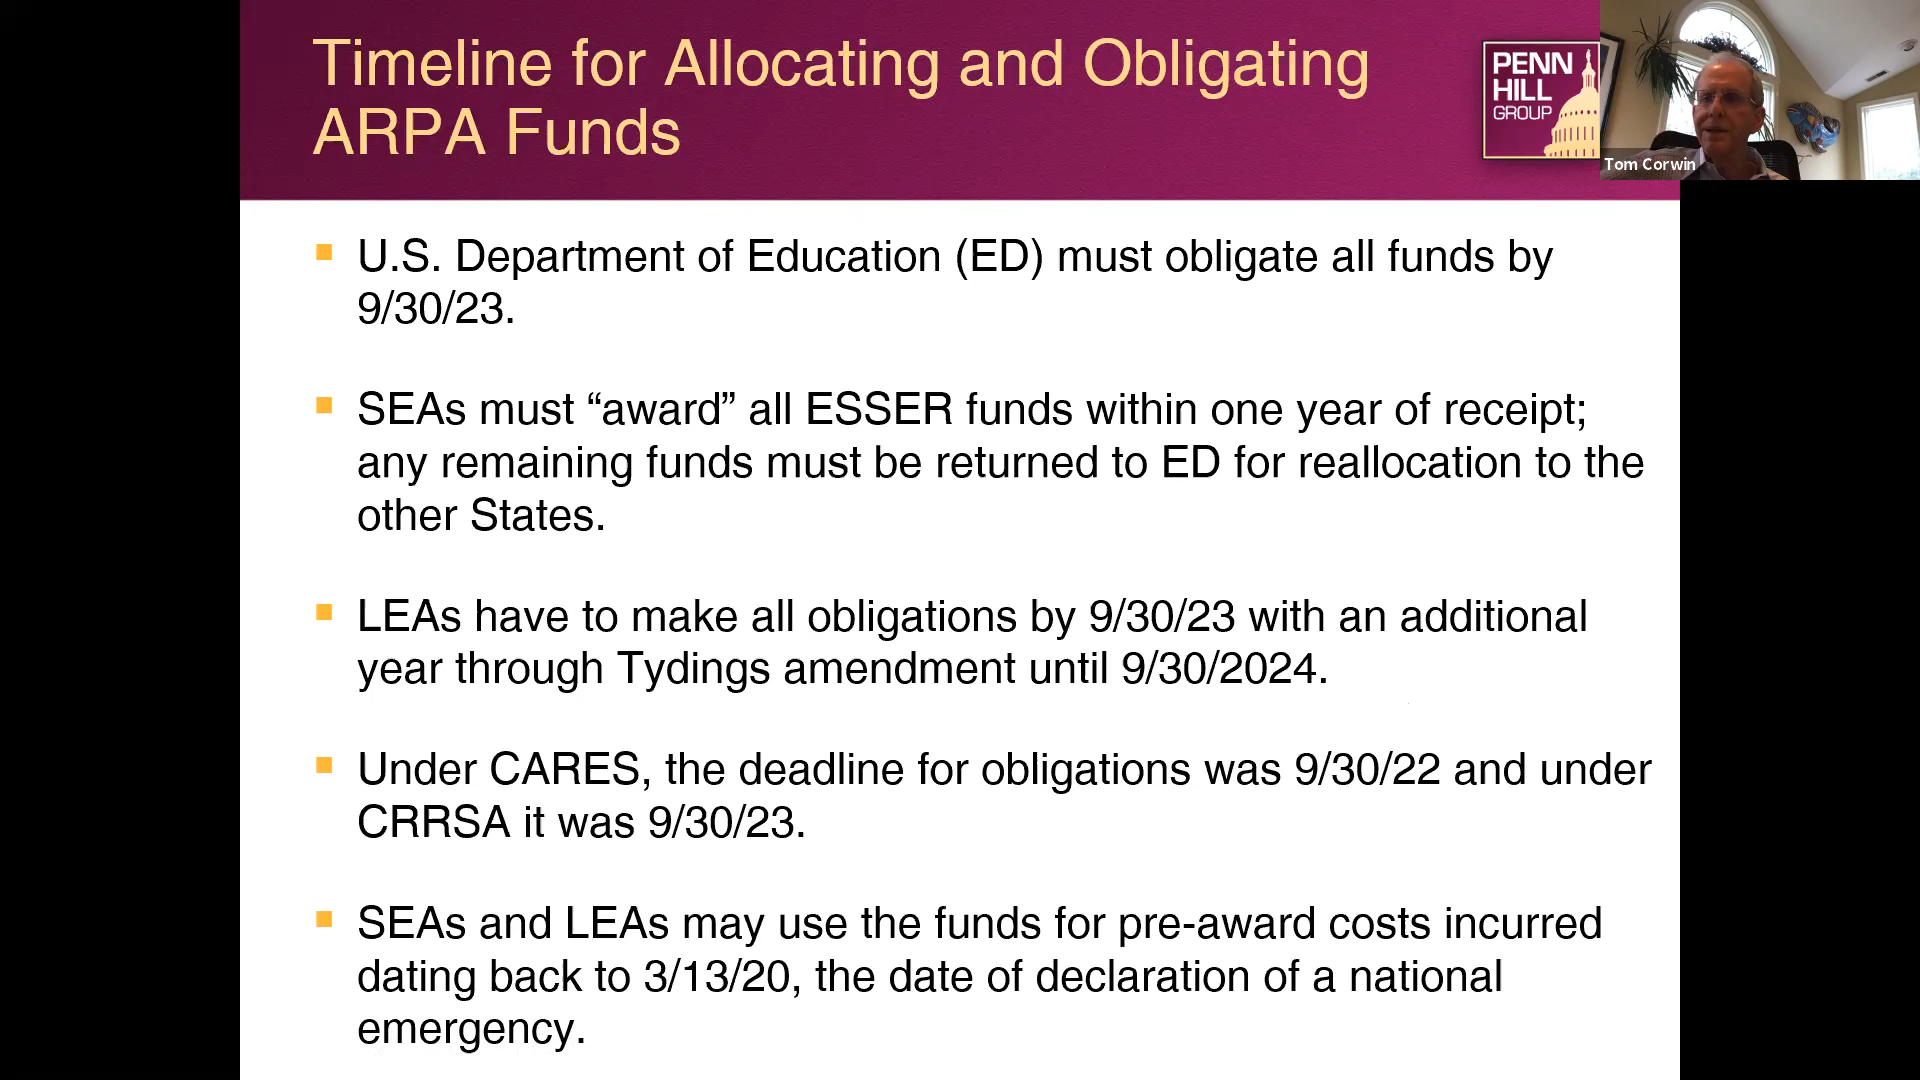 Timeline for Allocating and Obligating
ARPA Funds
PENN
HILL
GROUP
Tom Corwin
U.S. Department of Education (ED) must obligate all funds by
9/30/23.
SEAs must “award” all ESSER funds within one year of receipt;
any remaining funds must be returned to ED for reallocation to the
other States.
LEAs have to make all obligations by 9/30/23 with an additional
year through Tydings amendment until 9/30/2024.
Under CARES, the deadline for obligations was 9/30/22 and under
CRRSA it was 9/30/23.
SEAs and LEAs may use the funds for pre-award costs incurred
dating back to 3/13/20, the date of declaration of a national
emergency.